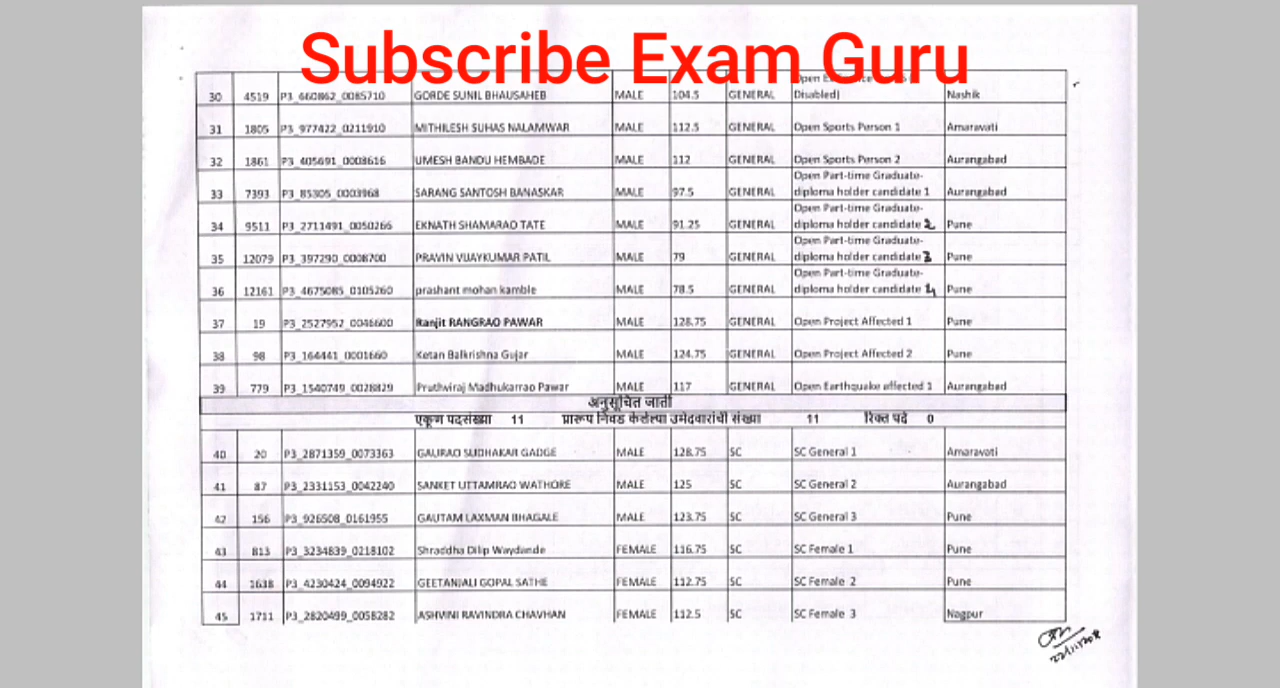 Subscribe Exam Guru
30 4519 P3_660862_0085710 GORDE SUNIL BHAUSAHEB MALE 104.5 GENERAL Disabled) Nashik
31 1805 P3_977422_0211910 MITHILESH SUHAS NALAMWAR MALE 112.5 GENERAL Open Sports Person 1 Amaravati
32 1861 P3_405691_0008616 UMESH BANDU HEMBADE MALE 112 GENERAL Open Sports Person 2 Aurangabad
33 7393 P3_85305_0003968 SARANG SANTOSH BANASKAR MALE 97.5 GENERAL Open Part-time Graduate-diploma holder candidate 1 Aurangabad
34 9511 P3_2711491_0050266 EKNATH SHAMARAO TATE MALE 91.25 GENERAL Open Part-time Graduate-diploma holder candidate 2 Pune
35 12079 P3_397290_0008700 PRAVIN VIJAYKUMAR PATIL MALE 79 GENERAL Open Part-time Graduate-diploma holder candidate 3 Pune
36 12161 P3_4675085_0105260 prashant mohan kamble MALE 78.5 GENERAL Open Part-time Graduate-diploma holder candidate 4 Pune
37 19 P3_2527952_0046600 Ranjit RANGRAO PAWAR MALE 128.75 GENERAL Open Project Affected 1 Pune
38 98 P3_164441_0001660 Ketan Balkrishna Gujar MALE 124.75 GENERAL Open Project Affected 2 Pune
39 779 P3_1540749_0028829 Pruthviraj Madhukarrao Pawar MALE 117 GENERAL Open Earthquake affected 1 Aurangabad
अनुसूचित जाती
एकूण पदसंख्या 11 प्रारूप निवड केलेल्या उमेदवारांची संख्या 11 रिक्त पदे 0
40 20 P3_2871359_0073363 GAURAO SUDHAKAR GADGE MALE 128.75 SC SC General 1 Amaravati
41 87 P3_2331153_0042240 SANKET UTTAMRAO WATHORE MALE 125 SC SC General 2 Aurangabad
42 156 P3_926508_0161955 GAUTAM LAXMAN BHAGALE MALE 123.75 SC SC General 3 Pune
43 813 P3_3234839_0218102 Shraddha Dilip Waydande FEMALE 116.75 SC SC Female 1 Pune
44 1638 P3_4230424_0094922 GEETANJALI GOPAL SATHE FEMALE 112.75 SC SC Female 2 Pune
45 1711 P3_2820499_0058282 ASHVINI RAVINDRA CHAVHAN FEMALE 112.5 SC SC Female 3 Nagpur